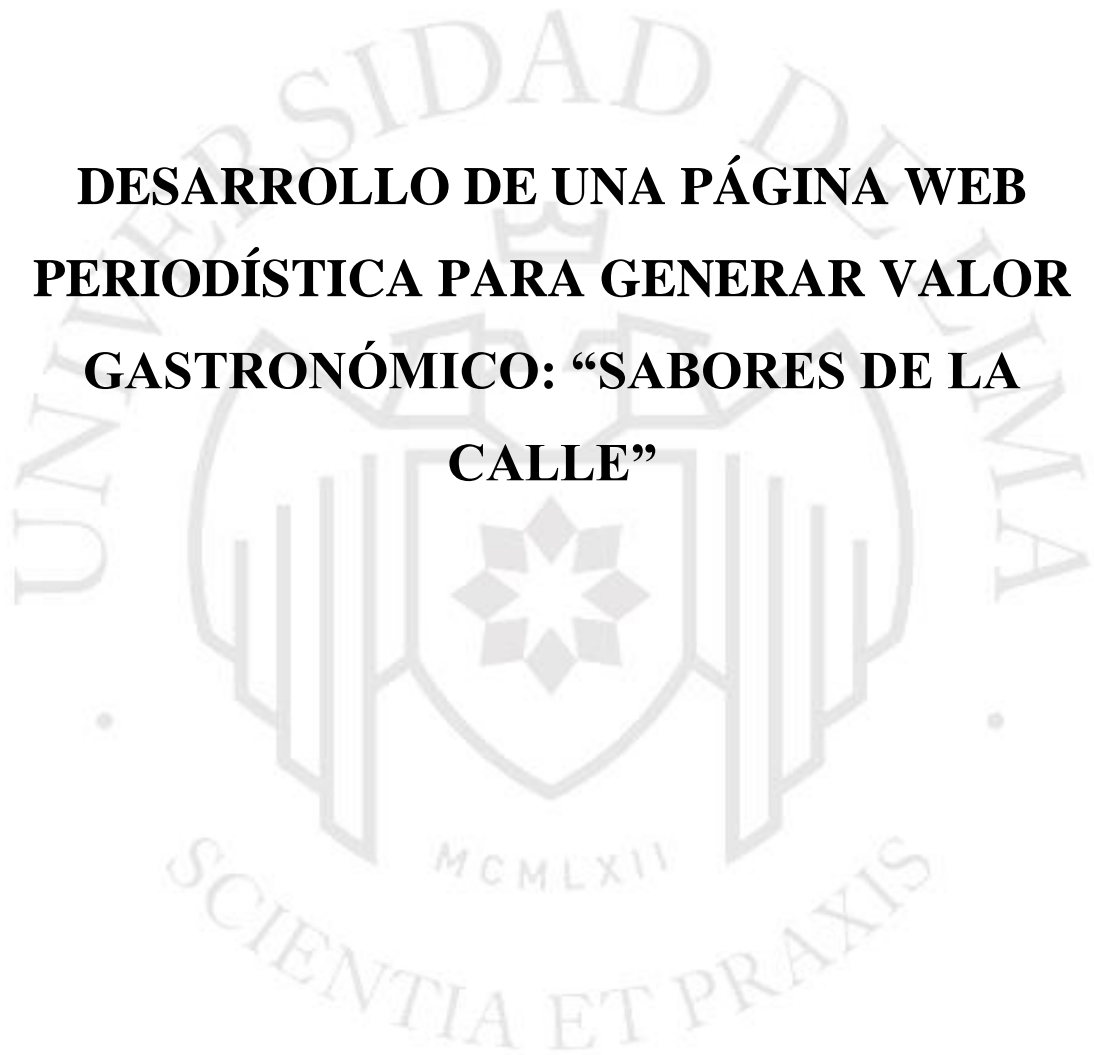 DESARROLLO DE UNA PÁGINA WEB
PERIODÍSTICA PARA GENERAR VALOR
GASTRONÓMICO: “SABORES DE LA
CALLE”
UNIVERSIDAD DE LIMA
MCMLXII
SCIENTIA ET PRAXIS